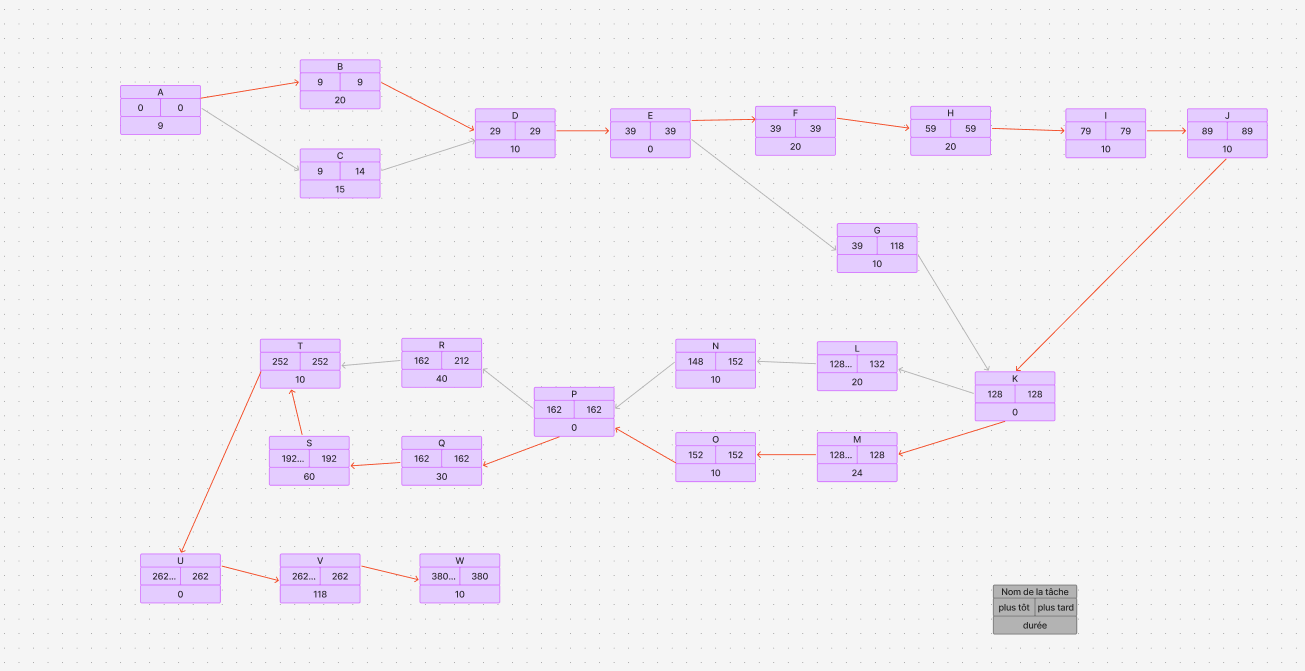 A
0 0
9
B
9 9
20
C
9 14
15
D
29 29
10
E
39 39
0
F
39 39
20
H
59 59
20
I
79 79
10
J
89 89
10
G
39 118
10
T
252 252
10
R
162 212
40
P
162 162
0
N
148 152
10
L
128... 132
20
K
128 128
0
S
192... 192
60
Q
162 162
30
O
152 152
10
M
128... 128
24
U
262... 262
0
V
262... 262
118
W
380... 380
10
Nom de la tâche
plus tôt plus tard
durée